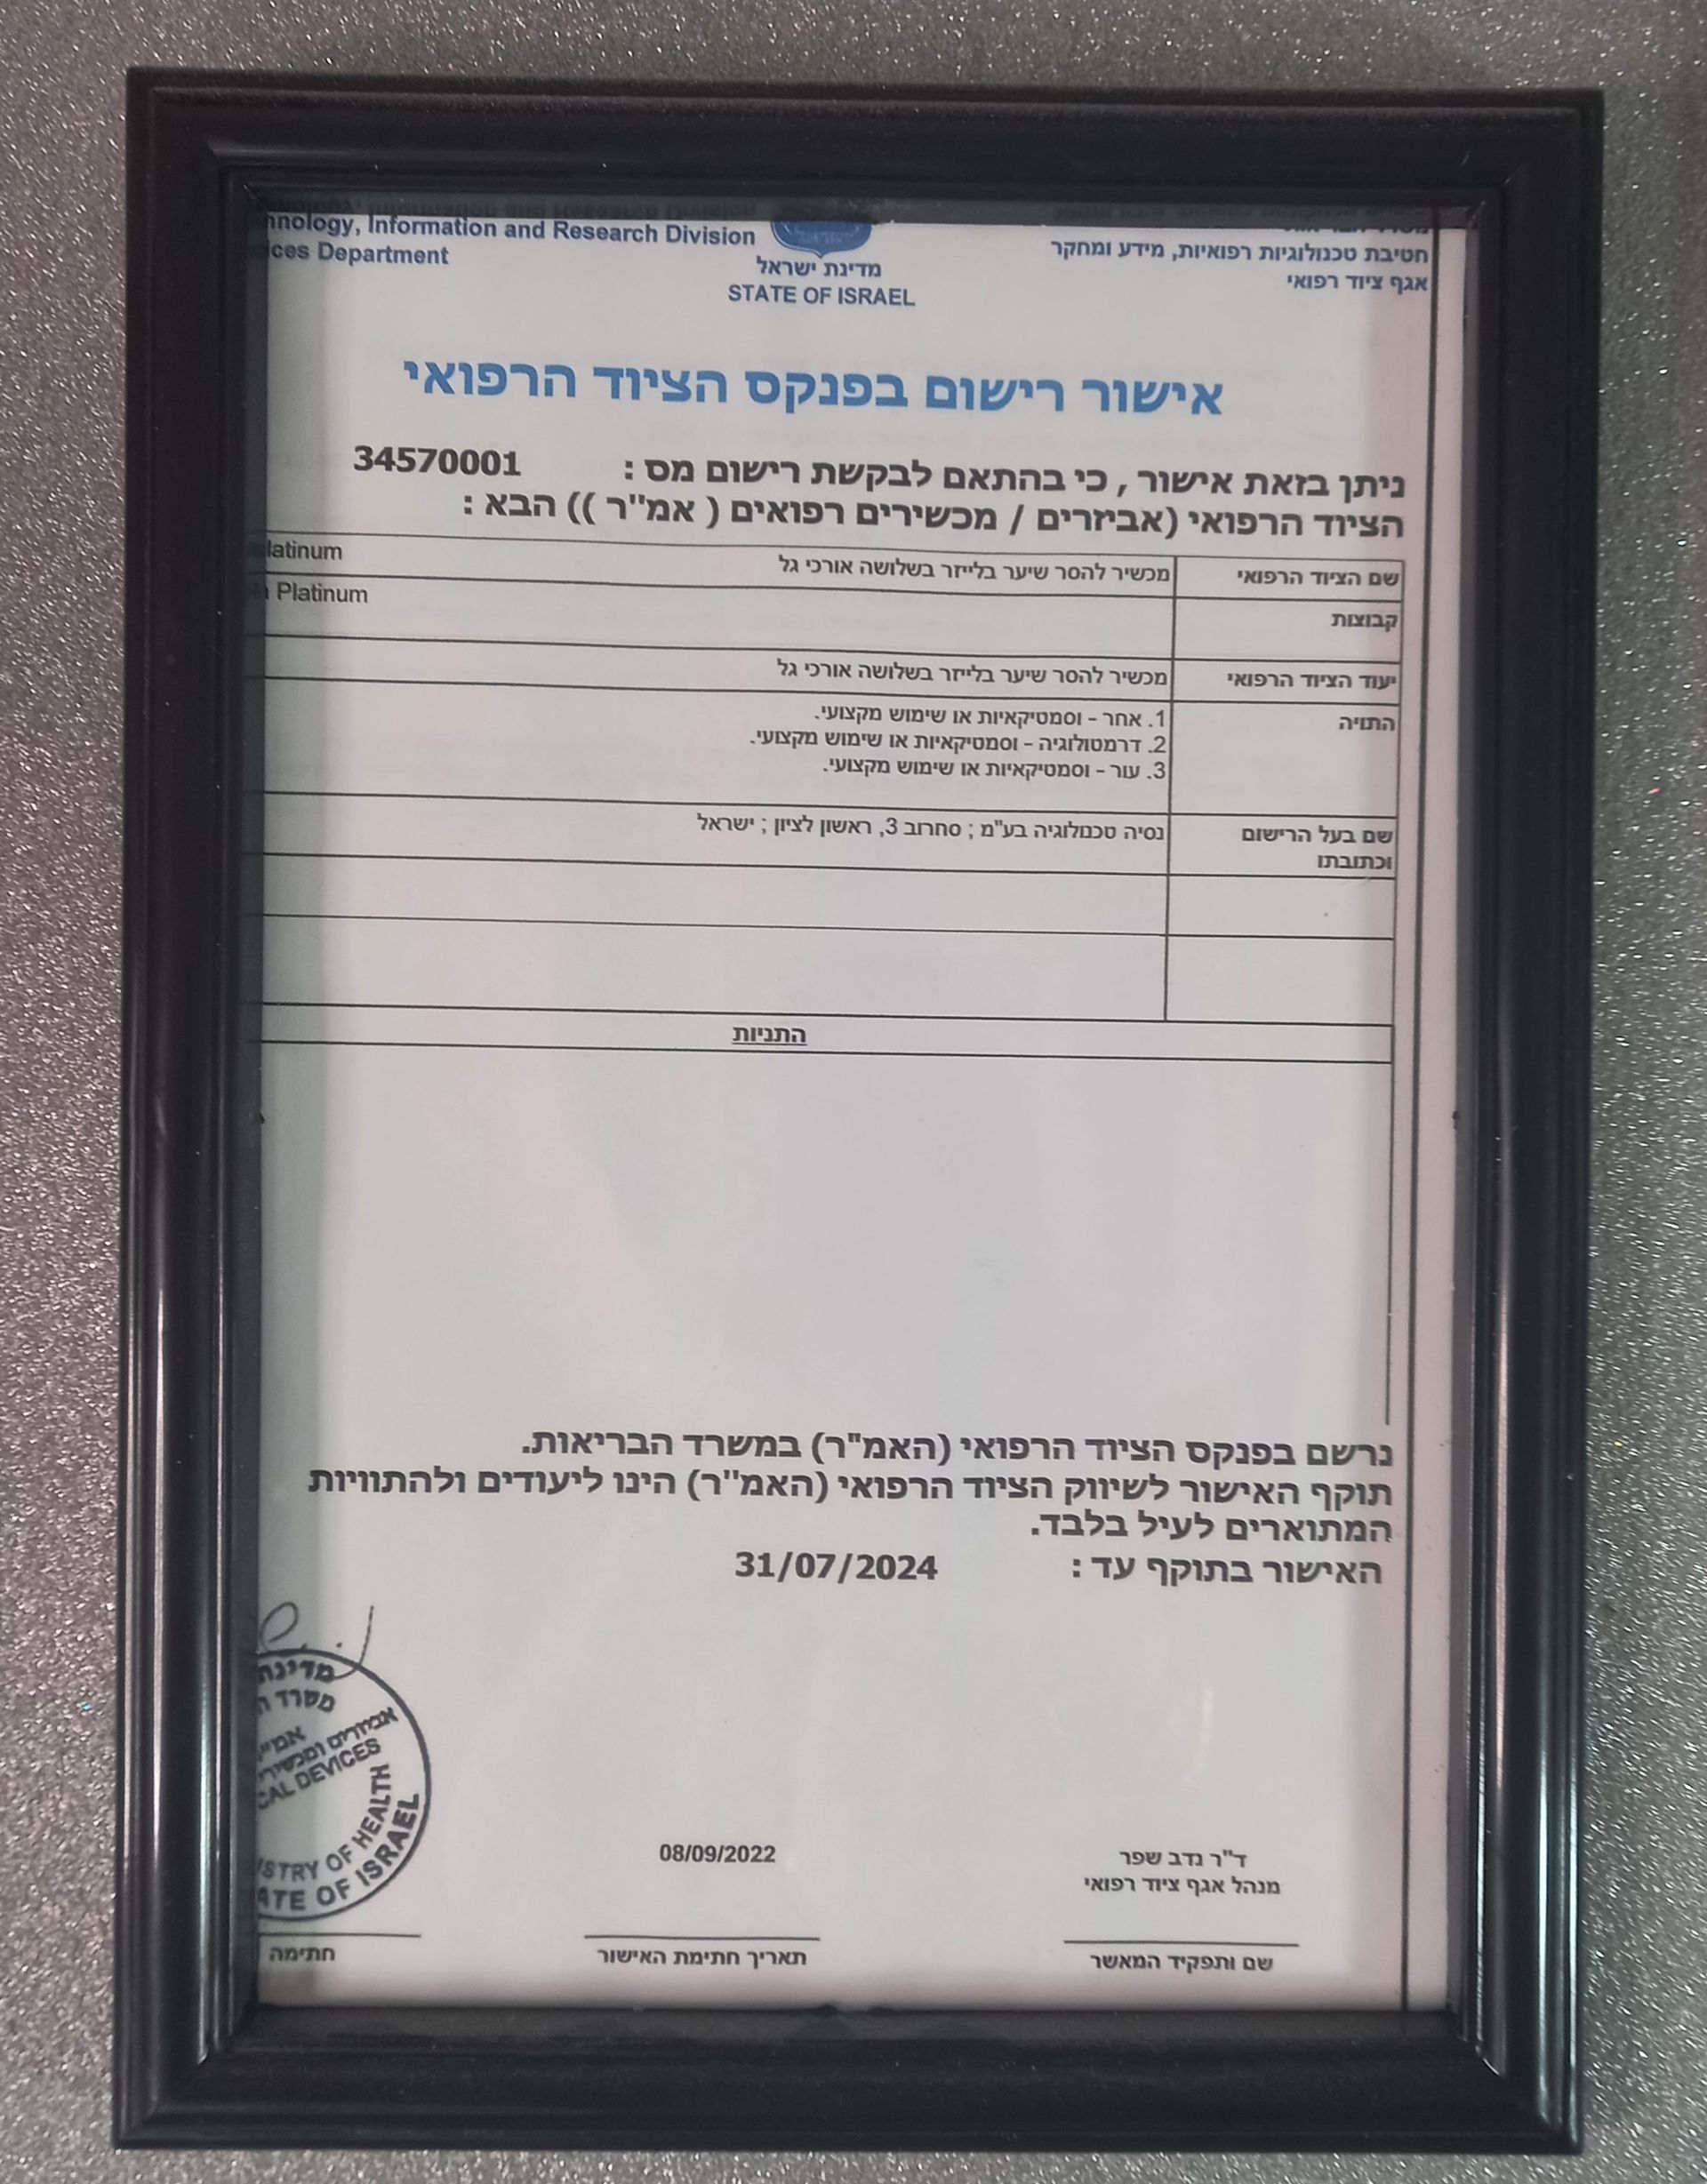 חטיבת טכנולוגיות רפואיות, מידע ומחקר
אגף ציוד רפואי
מדינת ישראל
STATE OF ISRAEL
Information and Research Division
Department
אישור רישום בפנקס הציוד הרפואי
ניתן בזאת אישור, כי בהתאם לבקשת רישום מס : 34570001
הציוד הרפואי (אביזרים / מכשירים רפואים ( אמ"ר )) הבא :
שם הציוד הרפואי מכשיר להסר שיער בלייזר בשלושה אורכי גל
קבוצות Platinum
יעוד הציוד הרפואי מכשיר להסר שיער בלייזר בשלושה אורכי גל
התויה 1. אחר - וסמטיקאיות או שימוש מקצועי.
2. דרמטולוגיה - וסמטיקאיות או שימוש מקצועי.
3. עור - וסמטיקאיות או שימוש מקצועי.
שם בעל הרישום נסיה טכנולוגיה בע"מ ; סחרוב 3, ראשון לציון ; ישראל
וכתובתו
התניות
נרשם בפנקס הציוד הרפואי (האמ"ר) במשרד הבריאות.
תוקף האישור לשיווק הציוד הרפואי (האמ"ר) הינו ליעודים ולהתוויות
המתוארים לעיל בלבד.
האישור בתוקף עד : 31/07/2024
משרד
אביזרים
DEVICES
OF HEALTH
OF ISRAEL
ד"ר נדב שפר
מנהל אגף ציוד רפואי
08/09/2022
שם ותפקיד המאשר
תאריך חתימת האישור
חתימה